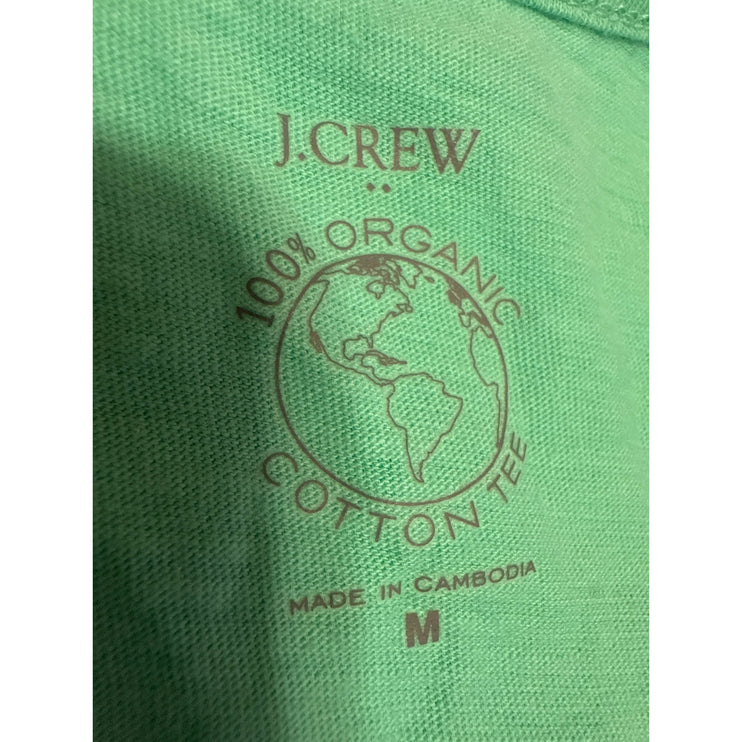 J.CREW
100% ORGANIC
COTTON TEE
MADE IN CAMBODIA
M